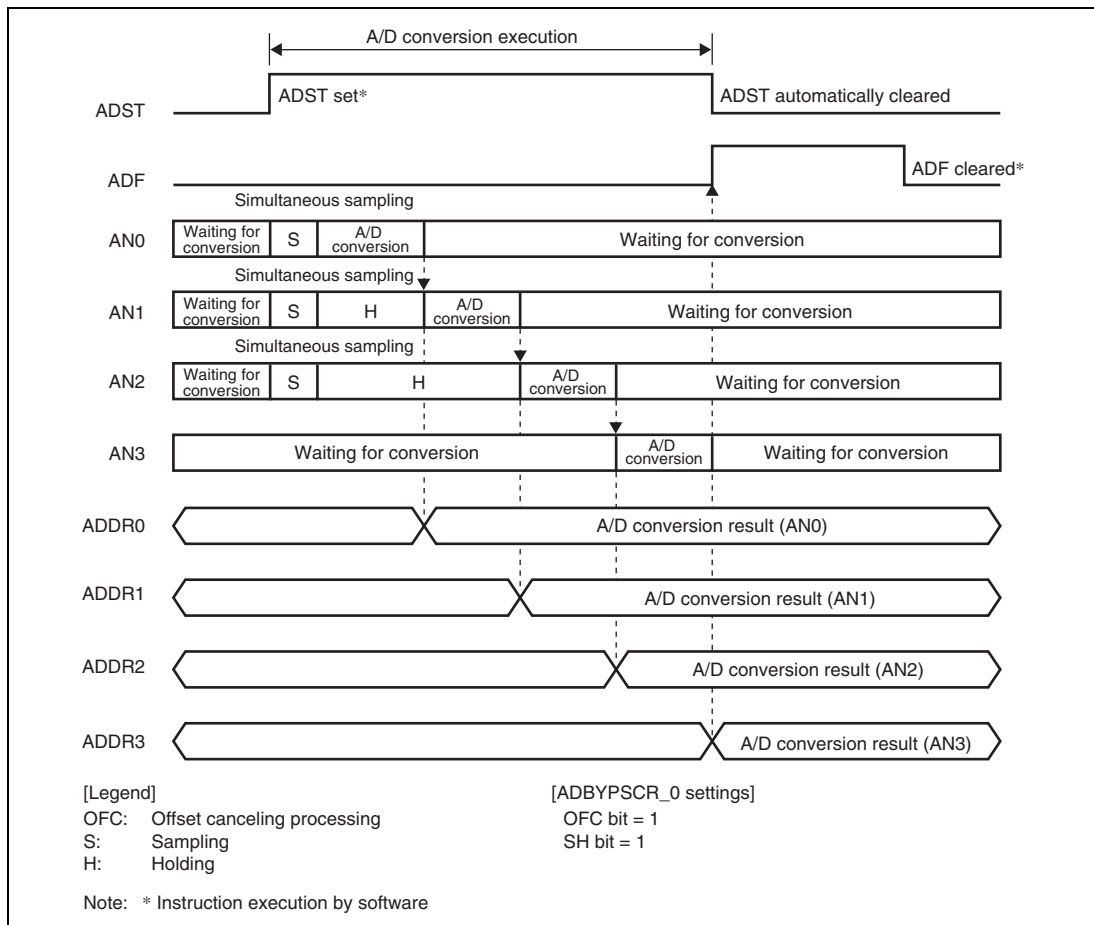 A/D conversion execution
ADST
ADST set*
ADST automatically cleared
ADF
ADF cleared*
Simultaneous sampling
AN0
Waiting for
conversion
S
A/D
conversion
Waiting for conversion
Simultaneous sampling
AN1
Waiting for
conversion
S
H
A/D
conversion
Waiting for conversion
Simultaneous sampling
AN2
Waiting for
conversion
S
H
A/D
conversion
Waiting for conversion
AN3
Waiting for conversion
A/D
conversion
Waiting for conversion
ADDR0
A/D conversion result (AN0)
ADDR1
A/D conversion result (AN1)
ADDR2
A/D conversion result (AN2)
ADDR3
A/D conversion result (AN3)
[Legend]
OFC: Offset canceling processing
S: Sampling
H: Holding
[ADBYPSCR_0 settings]
OFC bit = 1
SH bit = 1
Note: * Instruction execution by software